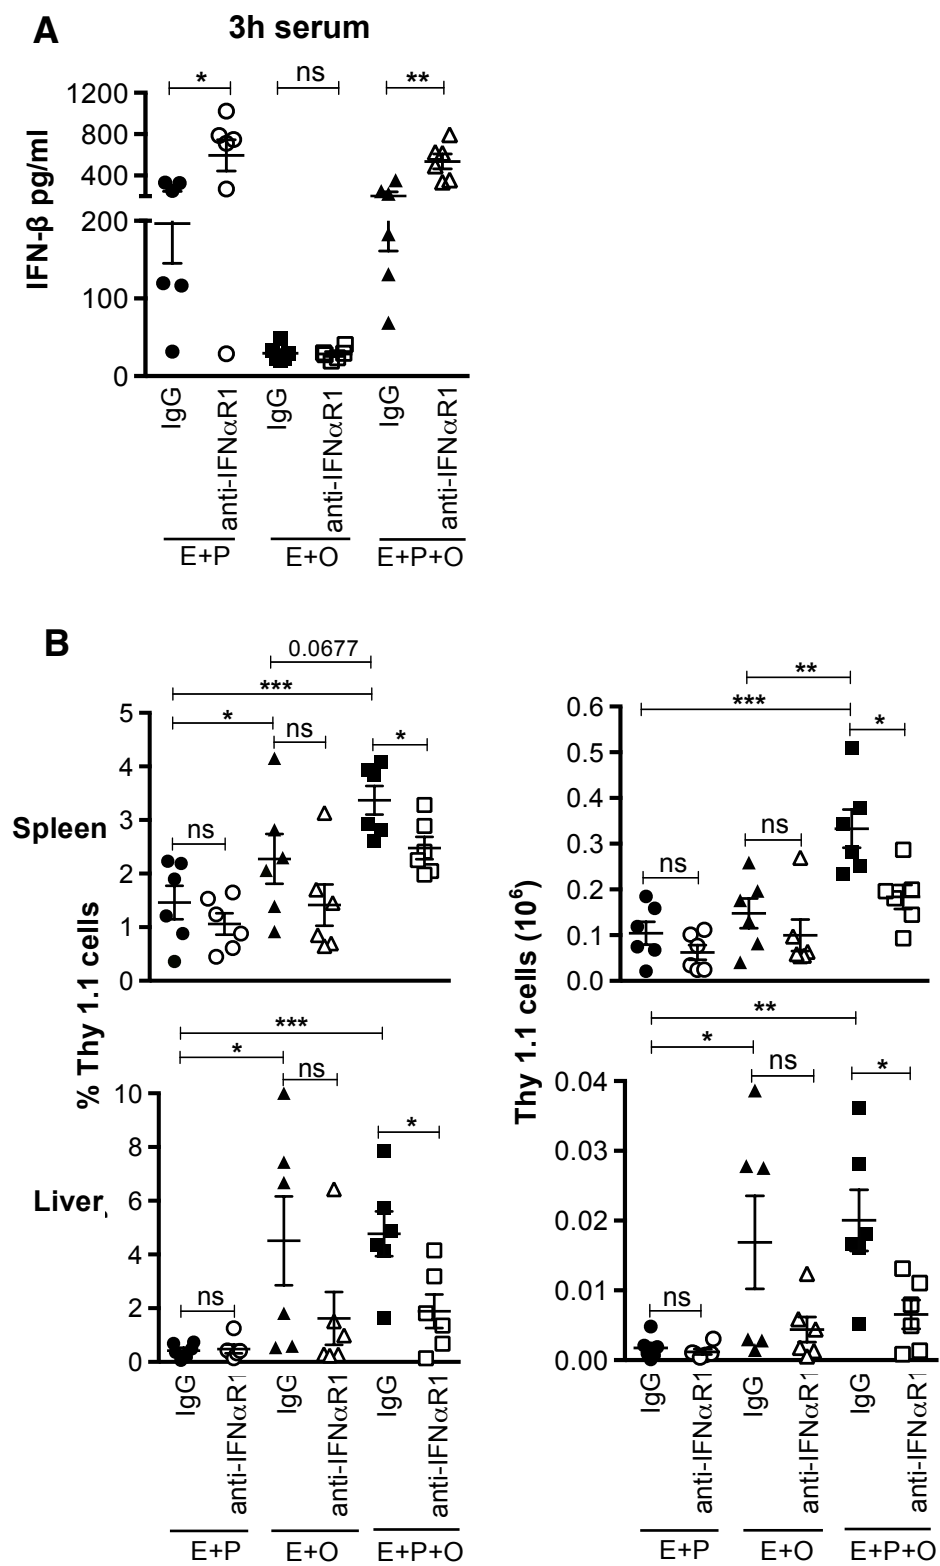 A
3h serum
* ns **
IFN-β pg/ml
1200
800
400
200
100
0
IgG
anti-IFNαR1
IgG
anti-IFNαR1
IgG
anti-IFNαR1
E+P E+O E+P+O
B
0.0677
***
*
ns
*
ns
5
4
3
2
1
0
Spleen
**
***
*
ns
ns
0.6
0.5
0.4
0.3
0.2
0.1
0.0
% Thy 1.1 cells
Thy 1.1 cells (10⁶)
***
*
ns
*
ns
10
8
6
4
2
0
Liver
**
*
ns
*
ns
0.04
0.03
0.02
0.01
0.00
IgG
anti-IFNαR1
IgG
anti-IFNαR1
IgG
anti-IFNαR1
E+P E+O E+P+O
IgG
anti-IFNαR1
IgG
anti-IFNαR1
IgG
anti-IFNαR1
E+P E+O E+P+O